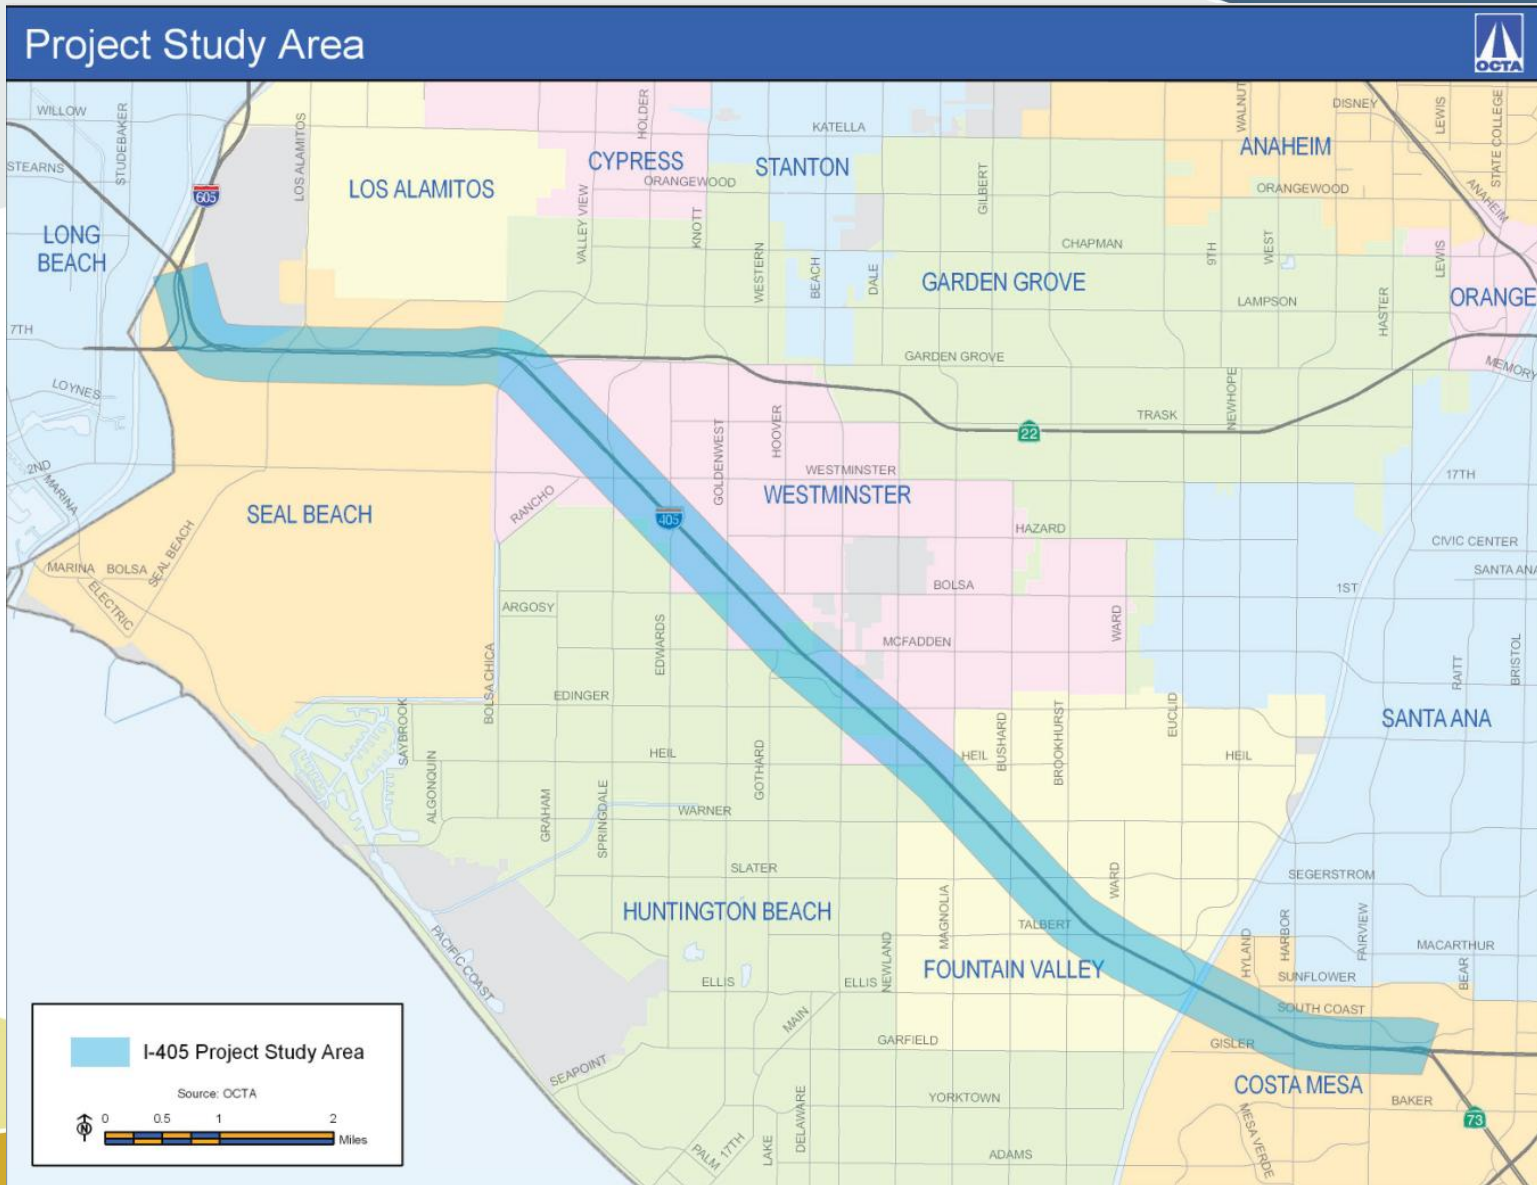 Project Study Area
OCTA
WILLOW
STUDEBAKER
STEARNS
605
LOS ALAMITOS
LOS ALAMITOS
HOLDER
CYPRESS
ORANGEWOOD
VALLEY VIEW
KNOTT
KATELLA
STANTON
WESTERN
BEACH
DALE
GILBERT
WALNUT
DISNEY
LEWIS
STATE COLLEGE
ANAHEIM
ORANGEWOOD
ANAHEIM
LONG
BEACH
CHAPMAN
9TH
WEST
LEWIS
GARDEN GROVE
LAMPSON
HASTER
ORANGE
7TH
GARDEN GROVE
MEMORY
LOYNES
GOLDENWEST
HOOVER
TRASK
NEWHOPE
22
2ND
MARINA
WESTMINSTER
17TH
RANCHO
WESTMINSTER
SEAL BEACH
405
HAZARD
CIVIC CENTER
SEAL BEACH
MARINA
BOLSA
SANTA ANA
ELECTRIC
BOLSA
1ST
ARGOSY
WARD
EDWARDS
MCFADDEN
BOLSA CHICA
RAITT
BRISTOL
EDINGER
SAYBROOK
EUCLID
SANTA ANA
ALGONQUIN
HEIL
GOTHARD
HEIL
BUSHARD
BROOKHURST
HEIL
GRAHAM
SPRINGDALE
WARNER
SLATER
WARD
SEGERSTROM
HUNTINGTON BEACH
MAGNOLIA
TALBERT
HYLAND
HARBOR
FAIRVIEW
MACARTHUR
PACIFIC COAST
NEWLAND
FOUNTAIN VALLEY
SUNFLOWER
BEAR
ELLIS
ELLIS
SOUTH COAST
MAIN
GARFIELD
GISLER
I-405 Project Study Area
SEAPOINT
COSTA MESA
Source: OCTA
YORKTOWN
BAKER
N
0 0.5 1 2
Miles
DELAWARE
LAKE
PALM
17TH
ADAMS
MESA VERDE
73